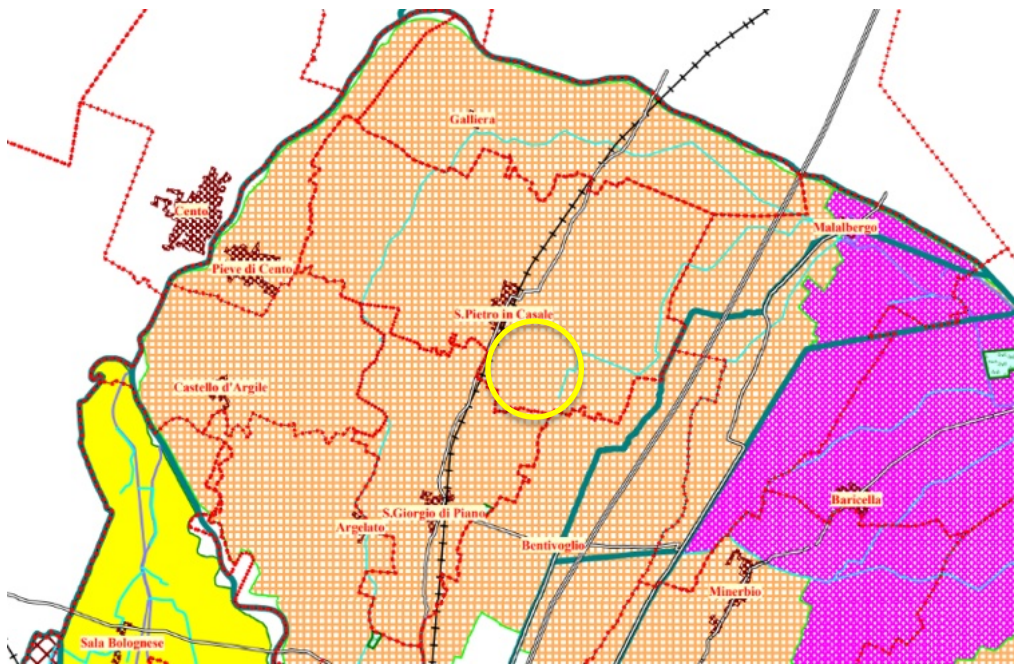 Galliera
Cento
Malalbergo
Pieve di Cento
S.Pietro in Casale
Castello d'Argile
Baricella
S.Giorgio di Piano
Argelato
Bentivoglio
Minerbio
Sala Bolognese